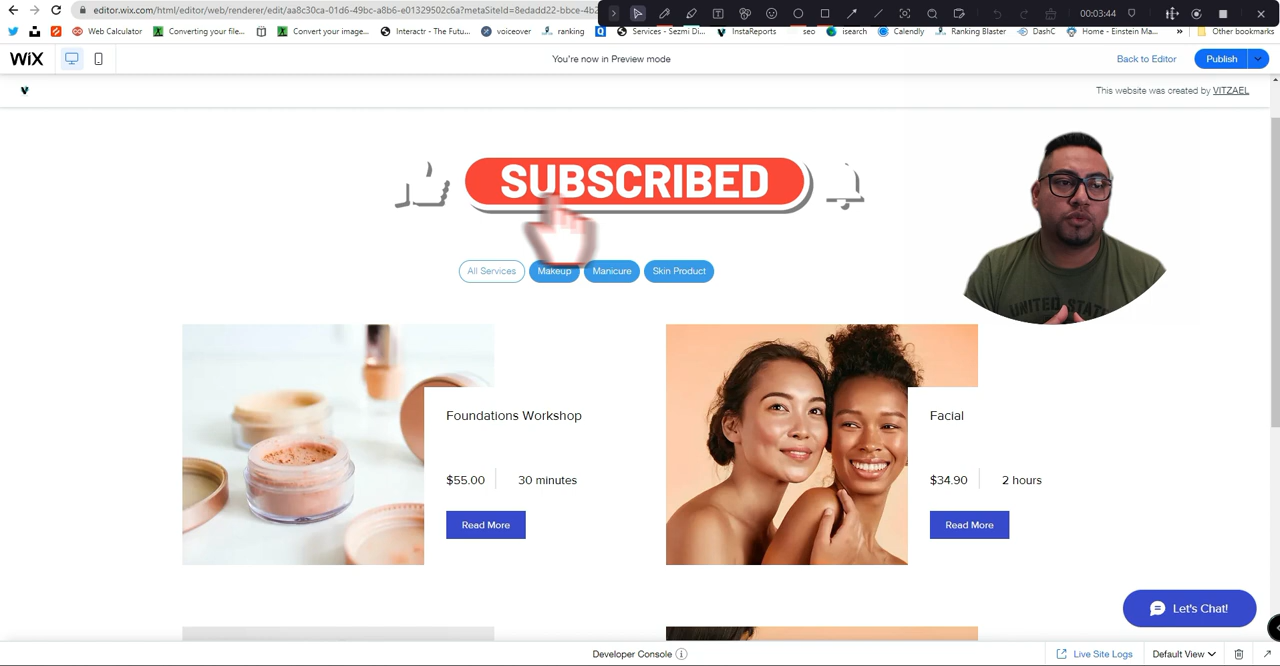 editor.wix.com/html/editor/web/renderer/edit/aa8c30ca-01d6-49bc-a8b6-e01329502c6a?metaSiteId=8edadd22-bbce-4b2
00:03:44
Web Calculator
Converting your file...
Convert your image...
Interactr - The Futu...
voiceover
ranking
Services - Sezmi Di...
InstaReports
seo
isearch
Calendly
Ranking Blaster
DashC
Home - Einstein Ma...
Other bookmarks
WiX
You're now in Preview mode
Back to Editor
Publish
This website was created by VITZAEL
SUBSCRIBED
All Services
Makeup
Manicure
Skin Product
UNITED STAT
Foundations Workshop
$55.00
30 minutes
Read More
Facial
$34.90
2 hours
Read More
Let's Chat!
Developer Console
Live Site Logs
Default View